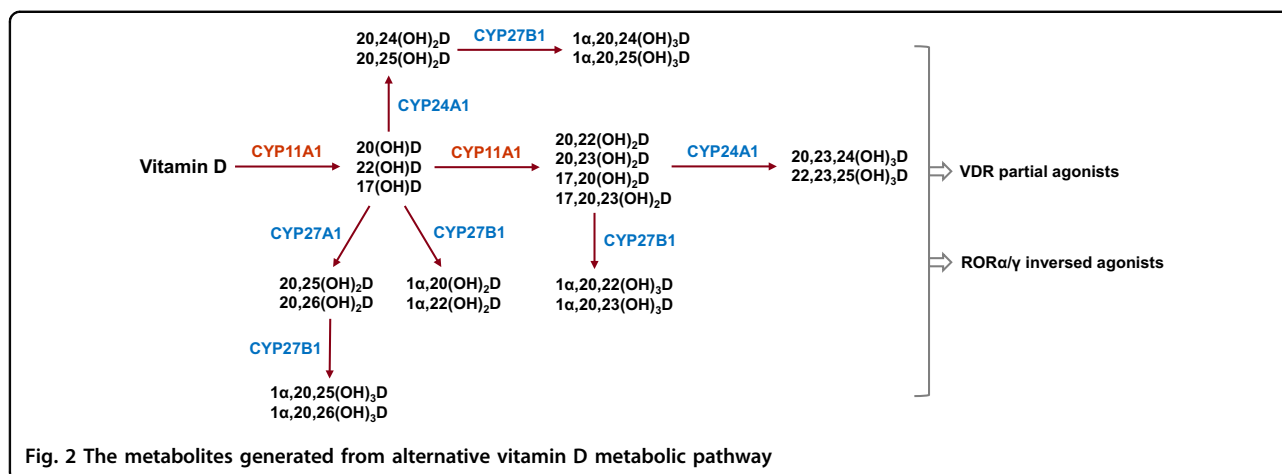 20,24(OH)₂D
20,25(OH)₂D
CYP27B1
1α,20,24(OH)₃D
1α,20,25(OH)₃D
CYP24A1
Vitamin D
CYP11A1
20(OH)D
22(OH)D
17(OH)D
CYP11A1
20,22(OH)₂D
20,23(OH)₂D
17,20(OH)₂D
17,20,23(OH)₂D
CYP24A1
20,23,24(OH)₃D
22,23,25(OH)₃D
VDR partial agonists
CYP27A1
CYP27B1
CYP27B1
RORα/γ inversed agonists
20,25(OH)₂D
20,26(OH)₂D
1α,20(OH)₂D
1α,22(OH)₂D
1α,20,22(OH)₃D
1α,20,23(OH)₃D
CYP27B1
1α,20,25(OH)₃D
1α,20,26(OH)₃D
Fig. 2 The metabolites generated from alternative vitamin D metabolic pathway